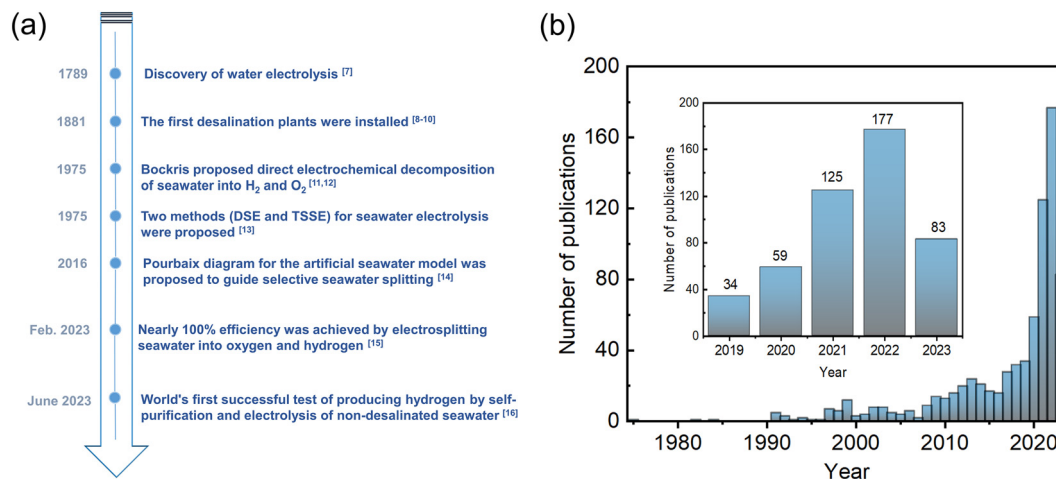 (a)
1789
Discovery of water electrolysis [7]
1881
The first desalination plants were installed [8-10]
1975
Bockris proposed direct electrochemical decomposition
of seawater into H2 and O2 [11,12]
1975
Two methods (DSE and TSSE) for seawater electrolysis
were proposed [13]
2016
Pourbaix diagram for the artificial seawater model was
proposed to guide selective seawater splitting [14]
Feb. 2023
Nearly 100% efficiency was achieved by electrosplitting
seawater into oxygen and hydrogen [15]
June 2023
World's first successful test of producing hydrogen by self-
purification and electrolysis of non-desalinated seawater [16]
(b)
Number of publications
200
160
120
80
40
0
1980
1990
2000
2010
2020
Year
Number of publications
200
160
120
80
40
0
34
59
125
177
83
2019
2020
2021
2022
2023
Year